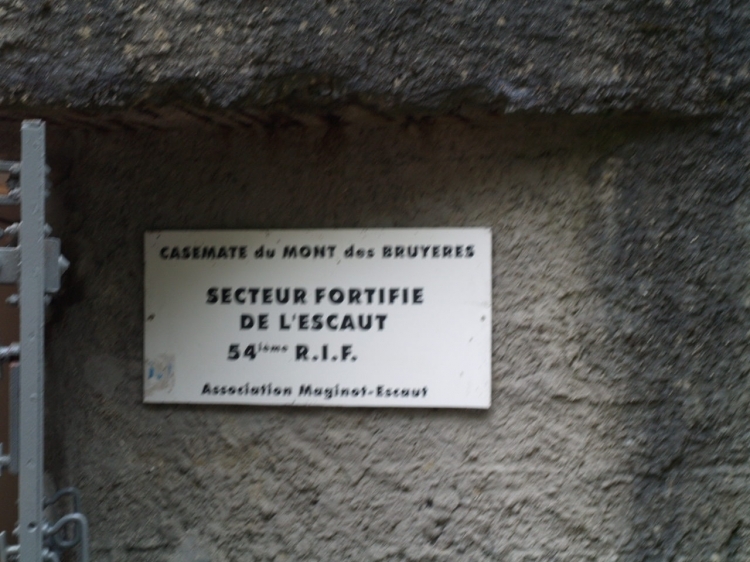 CASEMATE du MONT des BRUYERES
SECTEUR FORTIFIE
DE L'ESCAUT
54ième R.I.F.
Association Maginot-Escaut